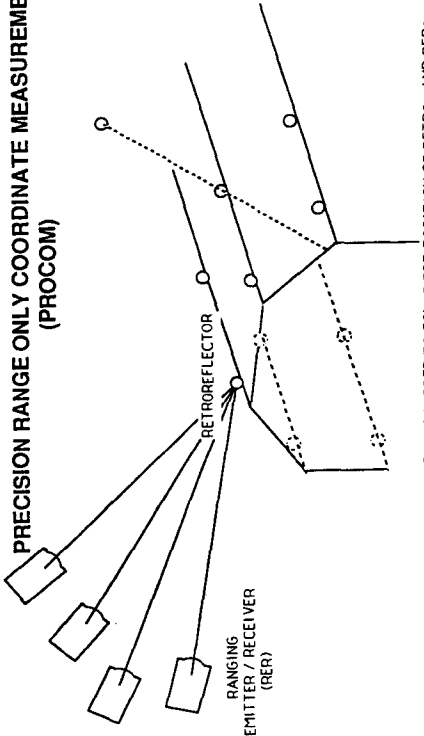 PRECISION RANGE ONLY COORDINATE MEASUREME
(PROCOM)
RETROREFLECTOR
RANGING
EMITTER / RECEIVER
(RER)